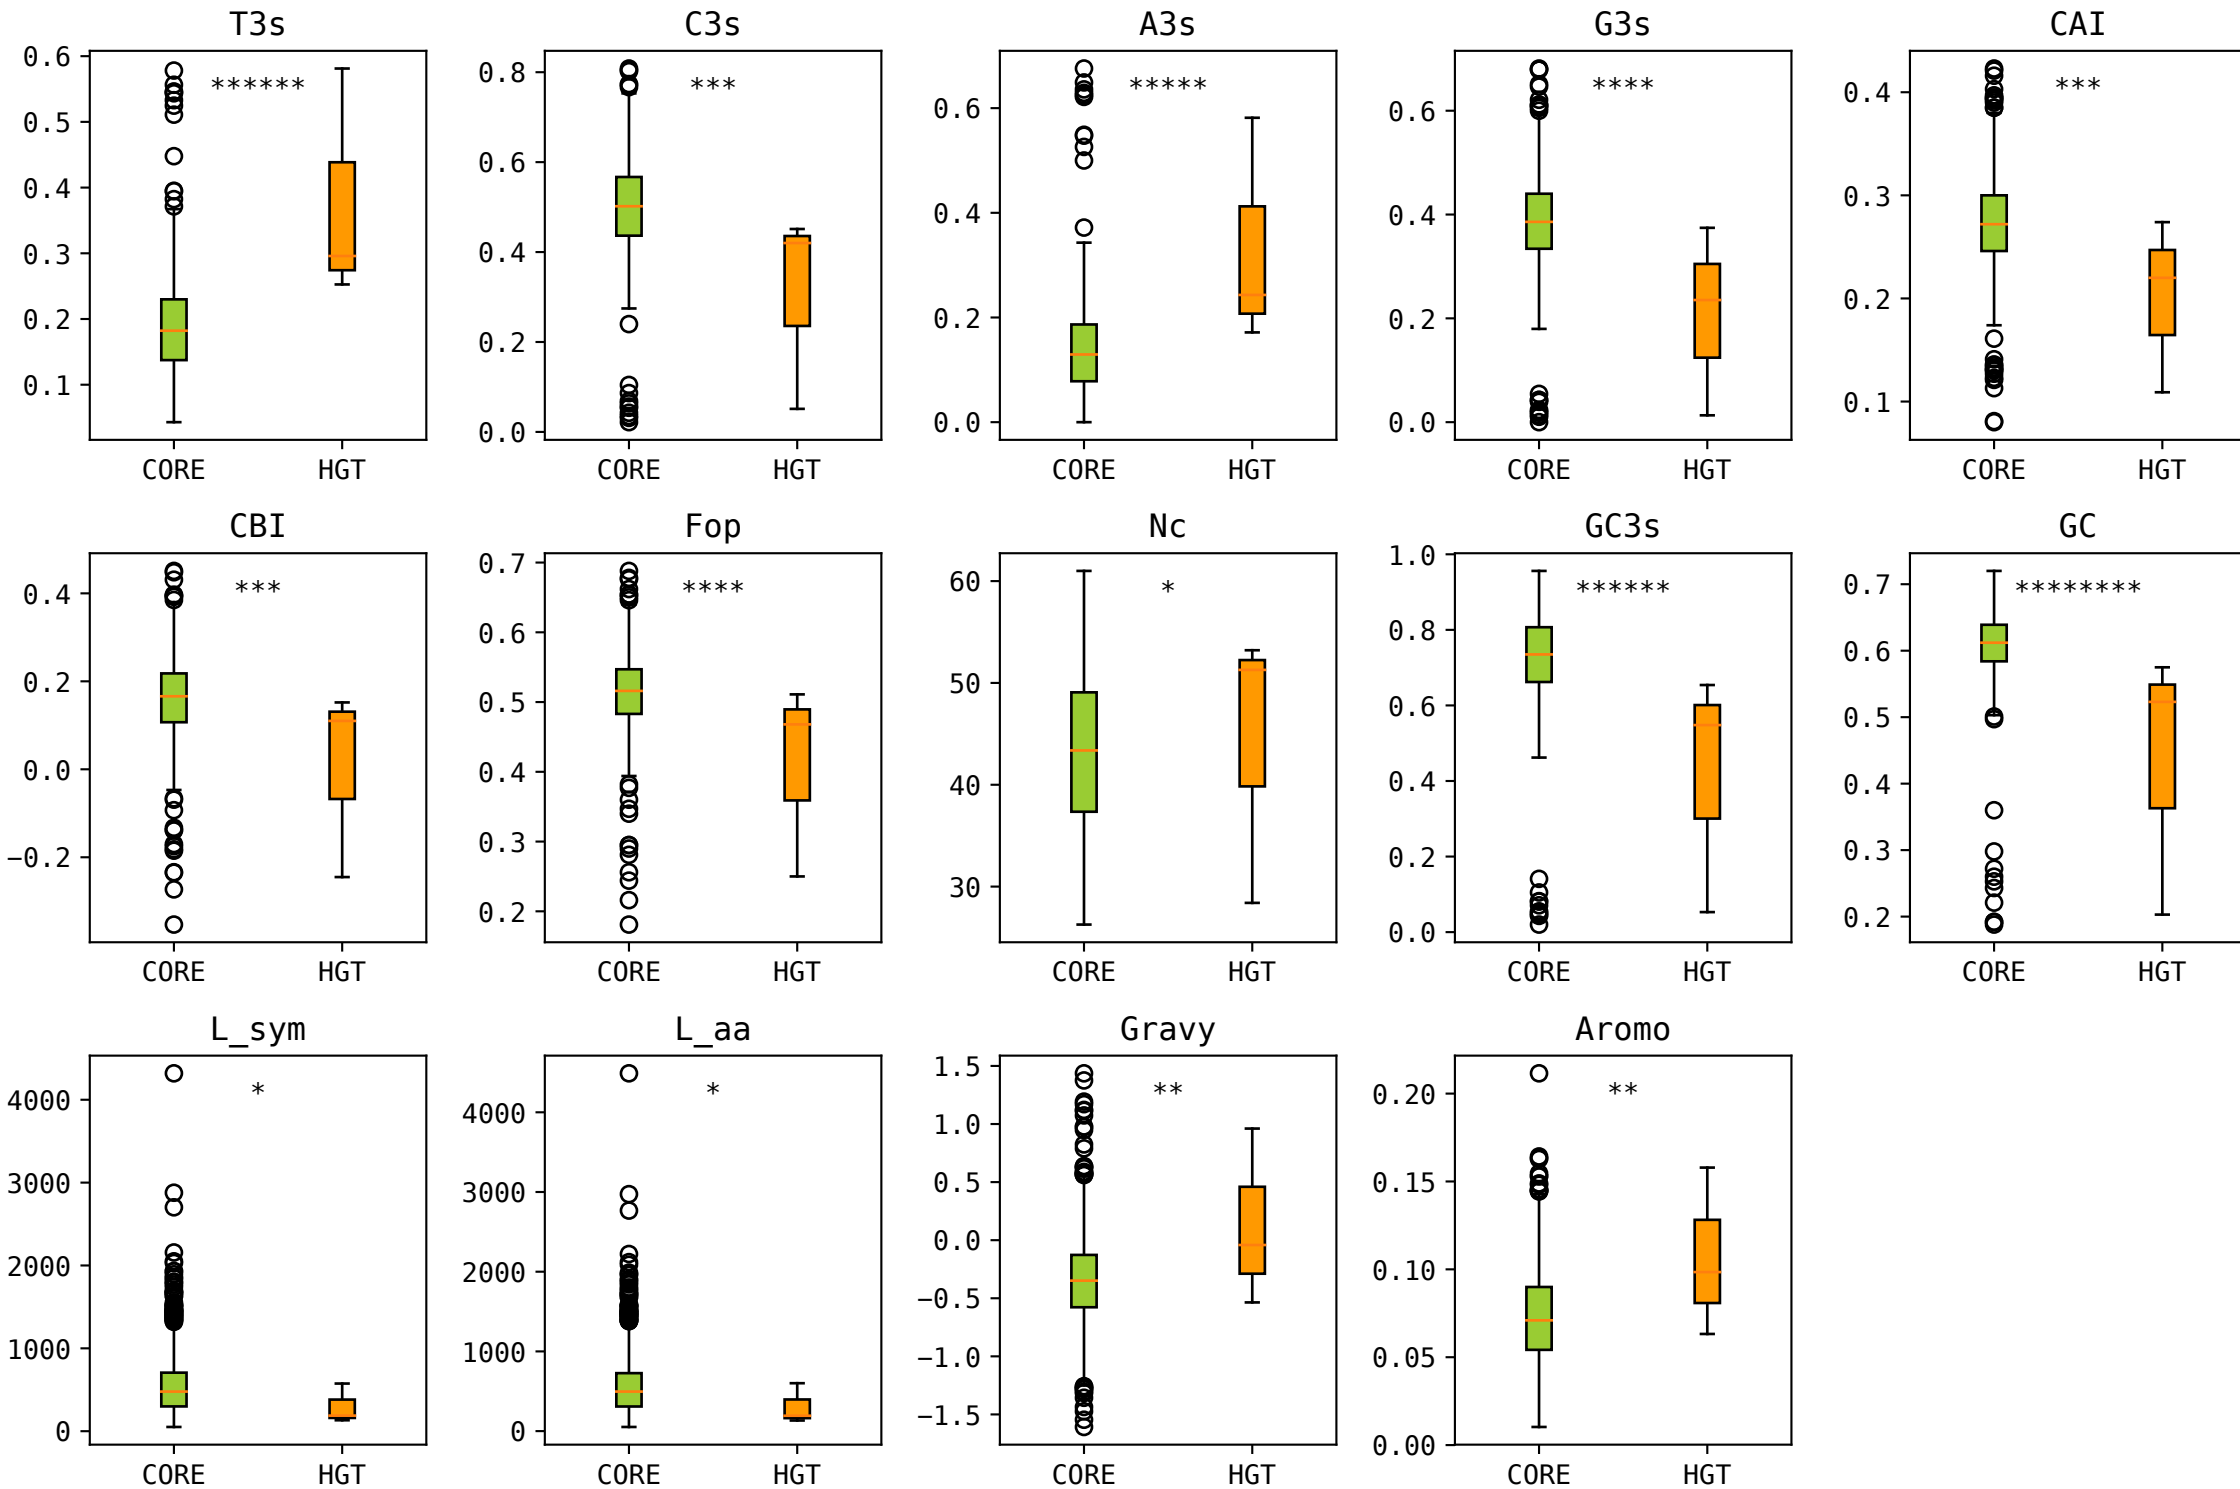 T3s C3s A3s G3s CAI
0.6 0.5 0.4 0.3 0.2 0.1
******
CORE HGT
0.8 0.6 0.4 0.2 0.0
***
CORE HGT
0.6 0.4 0.2 0.0
*****
CORE HGT
0.6 0.4 0.2 0.0
****
CORE HGT
0.4 0.3 0.2 0.1
***
CORE HGT
CBI Fop Nc GC3s GC
0.4 0.2 0.0 −0.2
***
CORE HGT
0.7 0.6 0.5 0.4 0.3 0.2
****
CORE HGT
60 50 40 30
*
CORE HGT
1.0 0.8 0.6 0.4 0.2 0.0
******
CORE HGT
0.7 0.6 0.5 0.4 0.3 0.2
********
CORE HGT
L_sym L_aa Gravy Aromo
4000 3000 2000 1000 0
*
CORE HGT
4000 3000 2000 1000 0
*
CORE HGT
1.5 1.0 0.5 0.0 −0.5 −1.0 −1.5
**
CORE HGT
0.20 0.15 0.10 0.05 0.00
**
CORE HGT